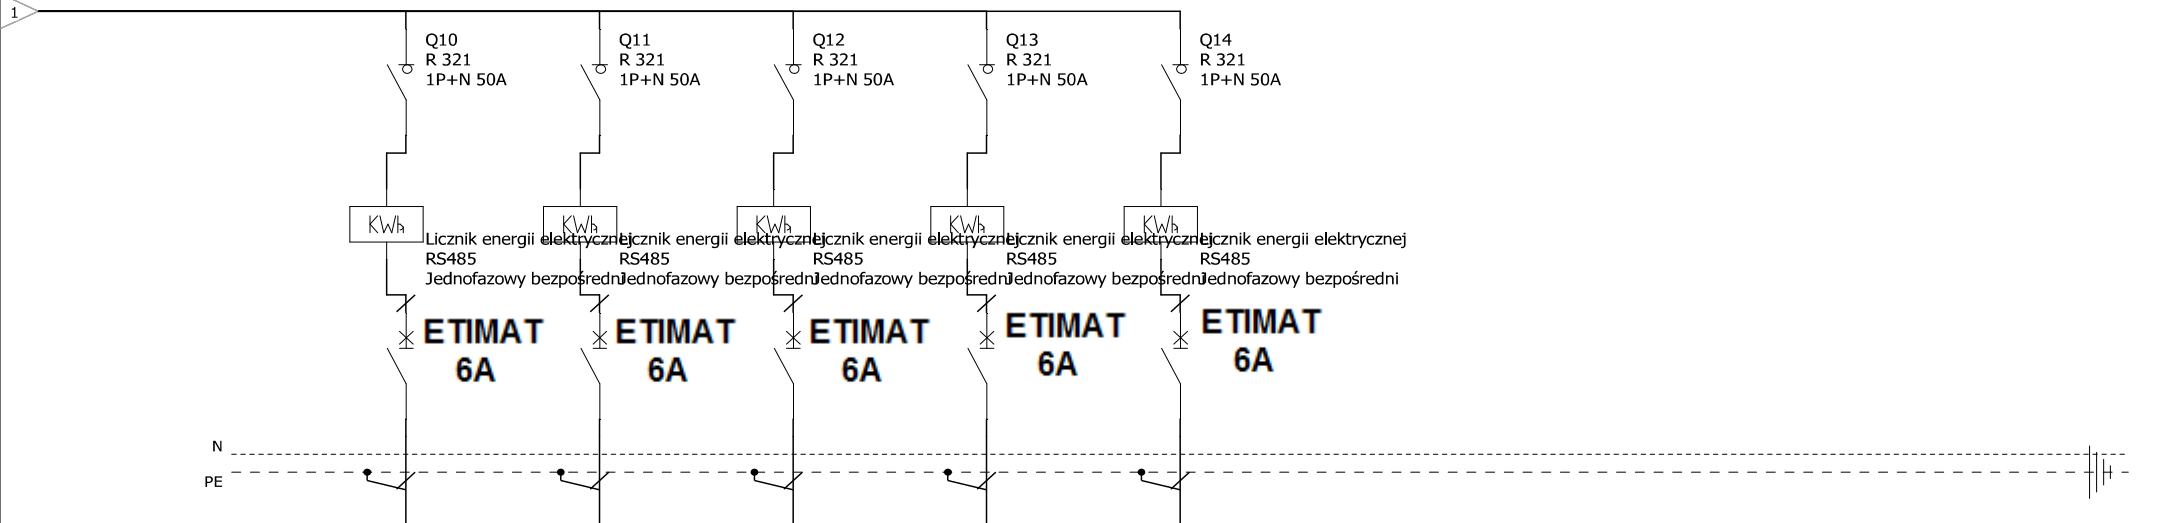 1
Q10
R 321
1P+N 50A
Q11
R 321
1P+N 50A
Q12
R 321
1P+N 50A
Q13
R 321
1P+N 50A
Q14
R 321
1P+N 50A
KWh
Licznik energii elektrycznej
RS485
Jednofazowy bezpośredni
KWh
Licznik energii elektrycznej
RS485
Jednofazowy bezpośredni
KWh
Licznik energii elektrycznej
RS485
Jednofazowy bezpośredni
KWh
Licznik energii elektrycznej
RS485
Jednofazowy bezpośredni
KWh
Licznik energii elektrycznej
RS485
Jednofazowy bezpośredni
ETIMAT
6A
ETIMAT
6A
ETIMAT
6A
ETIMAT
6A
ETIMAT
6A
N
PE